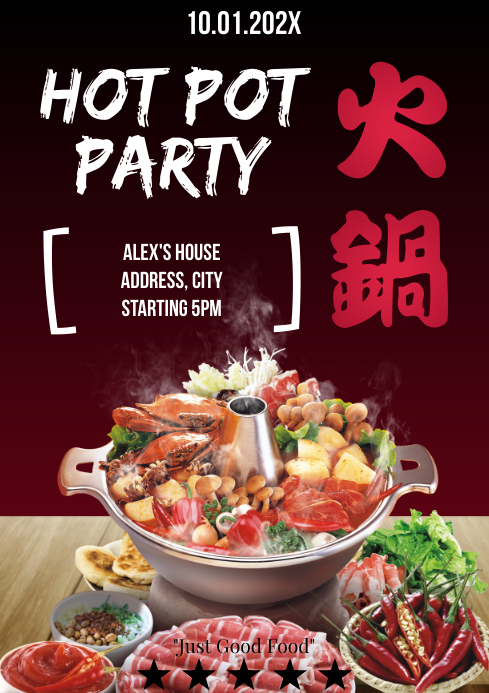 10.01.202X
HOT POT
PARTY
火
鍋
ALEX'S HOUSE
ADDRESS, CITY
STARTING 5PM
"Just Good Food"